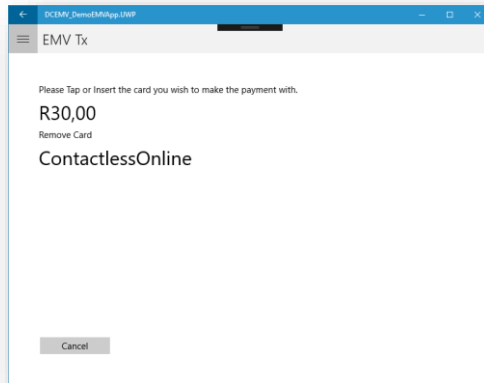 DCEMV_DemoEMVApp.UWP
EMV Tx
Please Tap or Insert the card you wish to make the payment with.
R30,00
Remove Card
ContactlessOnline
Cancel